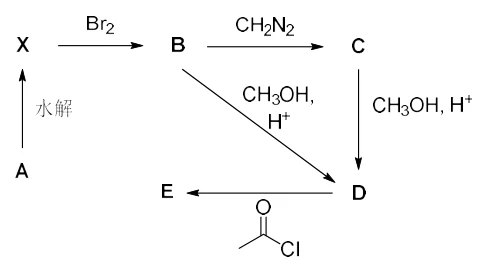 X Br2 B CH2N2 C
CH3OH, H+
CH3OH, H+
水解
A
E D
O
Cl